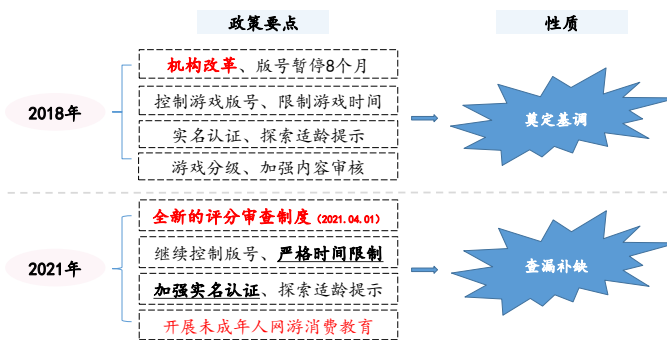 政策要点
性质
2018年
机构改革、版号暂停8个月
控制游戏版号、限制游戏时间
实名认证、探索适龄提示
游戏分级、加强内容审核
奠定基调
2021年
全新的评分审查制度（2021.04.01）
继续控制版号、严格时间限制
加强实名认证、探索适龄提示
开展未成年人网游消费教育
查漏补缺